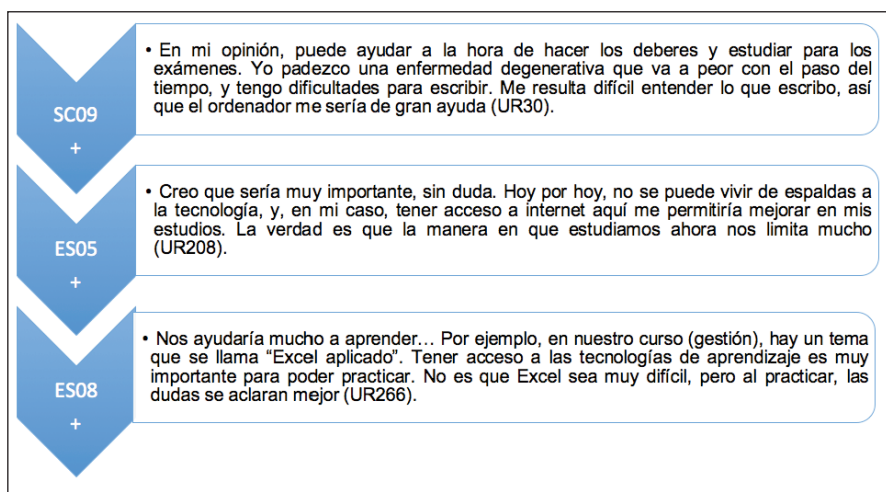 SC09
+
• En mi opinión, puede ayudar a la hora de hacer los deberes y estudiar para los
exámenes. Yo padezco una enfermedad degenerativa que va a peor con el paso del
tiempo, y tengo dificultades para escribir. Me resulta difícil entender lo que escribo, así
que el ordenador me sería de gran ayuda (UR30).
ES05
+
• Creo que sería muy importante, sin duda. Hoy por hoy, no se puede vivir de espaldas a
la tecnología, y, en mi caso, tener acceso a internet aquí me permitiría mejorar en mis
estudios. La verdad es que la manera en que estudiamos ahora nos limita mucho
(UR208).
ES08
+
• Nos ayudaría mucho a aprender... Por ejemplo, en nuestro curso (gestión), hay un tema
que se llama “Excel aplicado”. Tener acceso a las tecnologías de aprendizaje es muy
importante para poder practicar. No es que Excel sea muy difícil, pero al practicar, las
dudas se aclaran mejor (UR266).